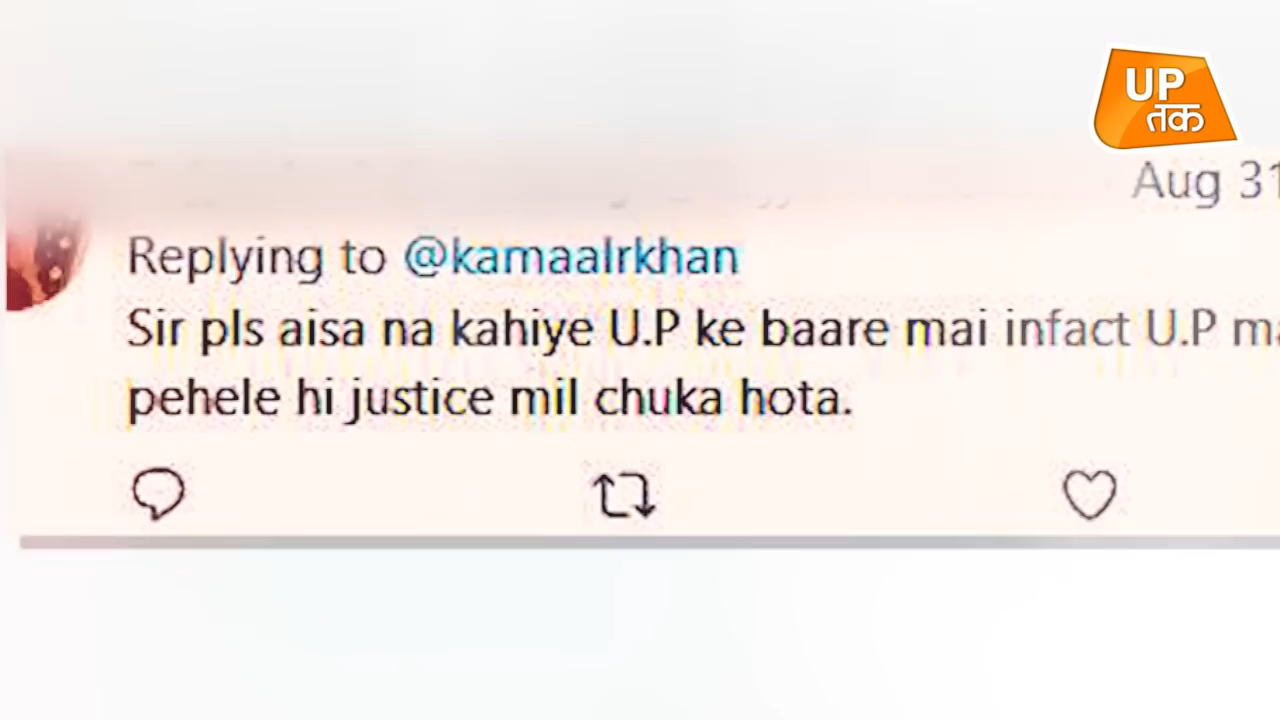 UP
तक
Aug 31
Replying to @kamaalrkhan
Sir pls aisa na kahiye U.P ke baare mai infact U.P
pehele hi justice mil chuka hota.